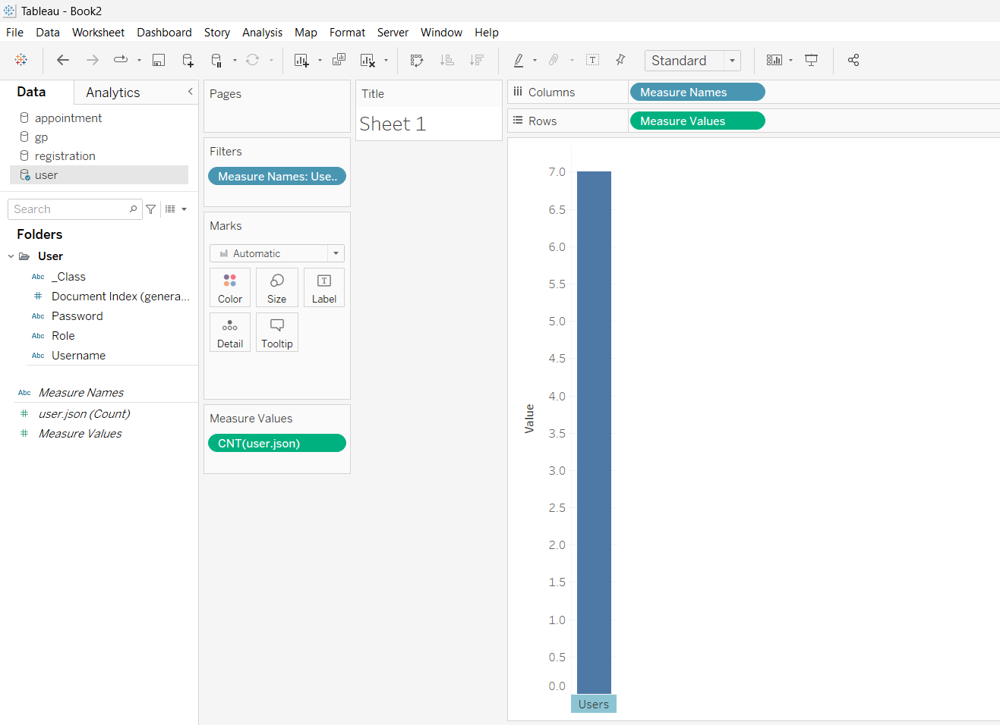 Tableau - Book2
File Data Worksheet Dashboard Story Analysis Map Format Server Window Help
Standard
Data Analytics
appointment
gp
registration
user
Search
Folders
User
Abc _Class
Document Index (genera...
Abc Password
Abc Role
Abc Username
Abc Measure Names
user.json (Count)
Measure Values
Pages
Filters
Measure Names: Use..
Marks
Automatic
Color Size Label
Detail Tooltip
Measure Values
CNT(user.json)
Title
Sheet 1
Columns Measure Names
Rows Measure Values
7.0
6.5
6.0
5.5
5.0
4.5
4.0
3.5
3.0
2.5
2.0
1.5
1.0
0.5
0.0
Value
Users